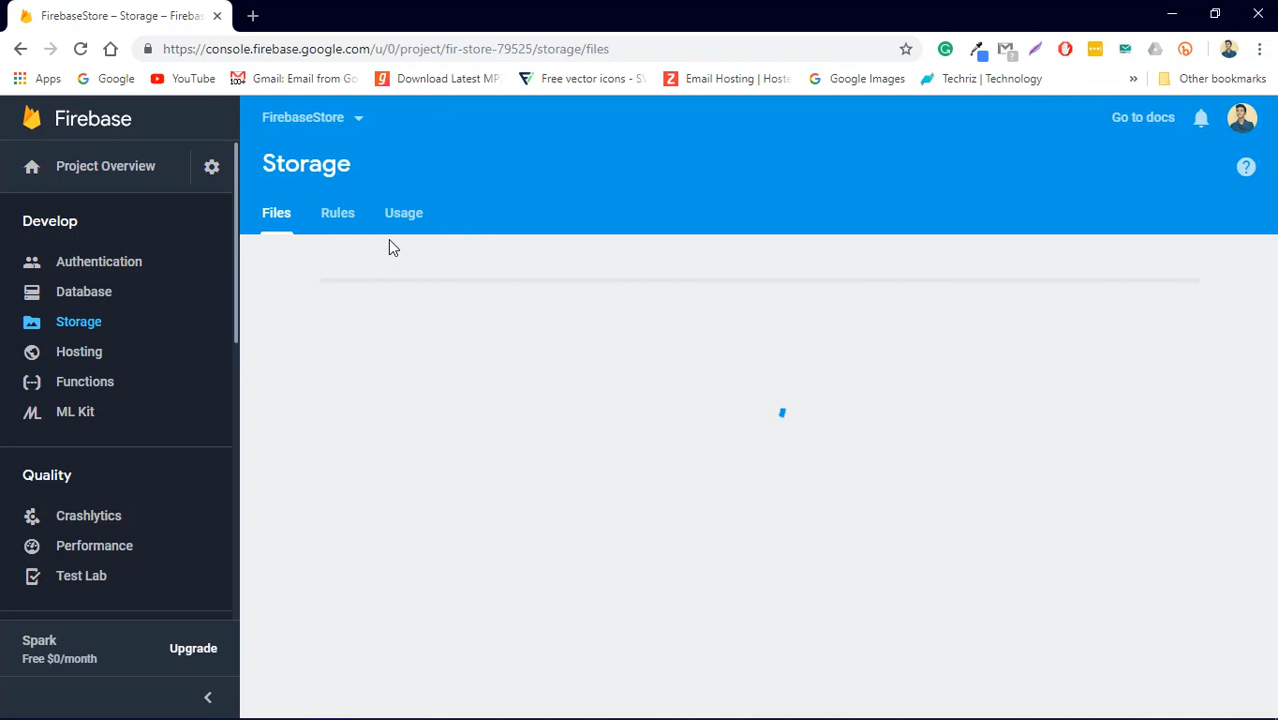 FirebaseStore – Storage – Fireba
https://console.firebase.google.com/u/0/project/fir-store-79525/storage/files
Apps
Google
YouTube
100+
Gmail: Email from Go
Download Latest MP
Free vector icons - SV
Email Hosting | Hoste
Google Images
Techriz | Technology
»
Other bookmarks
Firebase
FirebaseStore
Go to docs
Project Overview
Storage
?
Files
Rules
Usage
Develop
Authentication
Database
Storage
Hosting
Functions
ML Kit
Quality
Crashlytics
Performance
Test Lab
Spark
Free $0/month
Upgrade